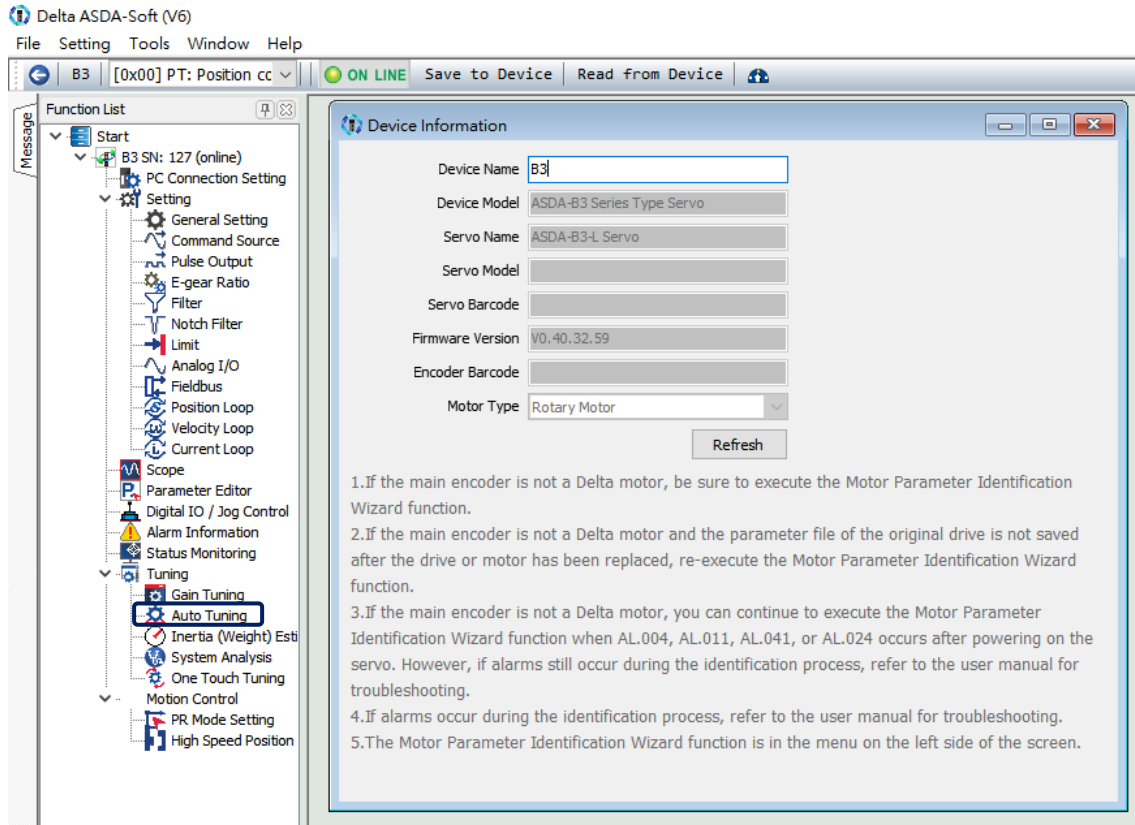 Delta ASDA-Soft (V6)
File Setting Tools Window Help
B3 [0x00] PT: Position cc ON LINE Save to Device Read from Device
Message
Function List
Start
B3 SN: 127 (online)
PC Connection Setting
Setting
General Setting
Command Source
Pulse Output
E-gear Ratio
Filter
Notch Filter
Limit
Analog I/O
Fieldbus
Position Loop
Velocity Loop
Current Loop
Scope
Parameter Editor
Digital IO / Jog Control
Alarm Information
Status Monitoring
Tuning
Gain Tuning
Auto Tuning
Inertia (Weight) Esti
System Analysis
One Touch Tuning
Motion Control
PR Mode Setting
High Speed Position
Device Information
Device Name B3
Device Model ASDA-B3 Series Type Servo
Servo Name ASDA-B3-L Servo
Servo Model
Servo Barcode
Firmware Version V0.40.32.59
Encoder Barcode
Motor Type Rotary Motor
Refresh
1.If the main encoder is not a Delta motor, be sure to execute the Motor Parameter Identification
Wizard function.
2.If the main encoder is not a Delta motor and the parameter file of the original drive is not saved
after the drive or motor has been replaced, re-execute the Motor Parameter Identification Wizard
function.
3.If the main encoder is not a Delta motor, you can continue to execute the Motor Parameter
Identification Wizard function when AL.004, AL.011, AL.041, or AL.024 occurs after powering on the
servo. However, if alarms still occur during the identification process, refer to the user manual for
troubleshooting.
4.If alarms occur during the identification process, refer to the user manual for troubleshooting.
5.The Motor Parameter Identification Wizard function is in the menu on the left side of the screen.